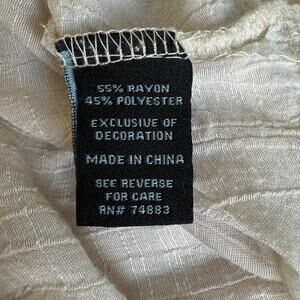 55% RAYON
45% POLYESTER
EXCLUSIVE OF
DECORATION
MADE IN CHINA
SEE REVERSE
FOR CARE
RN# 74883